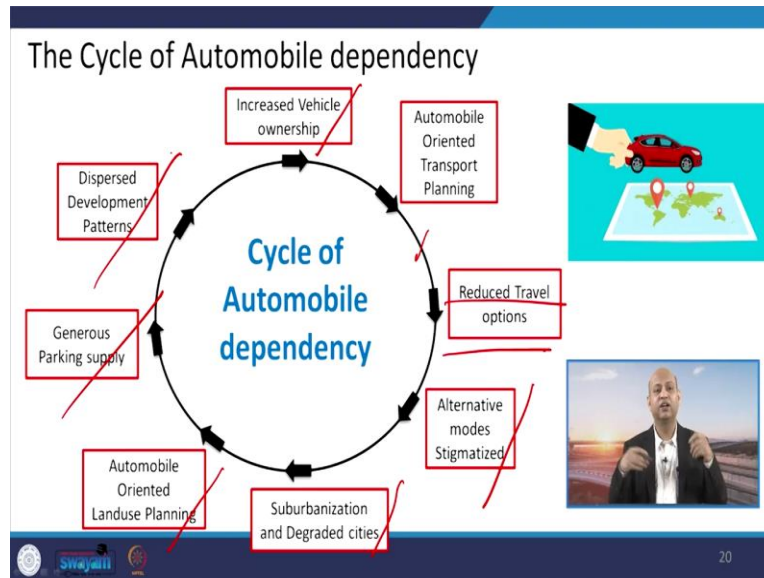 The Cycle of Automobile dependency
Increased Vehicle
ownership
Automobile
Oriented
Transport
Planning
Reduced Travel
options
Alternative
modes
Stigmatized
Suburbanization
and Degraded cities
Automobile
Oriented
Landuse Planning
Generous
Parking supply
Dispersed
Development
Patterns
Cycle of
Automobile
dependency
swayam
20